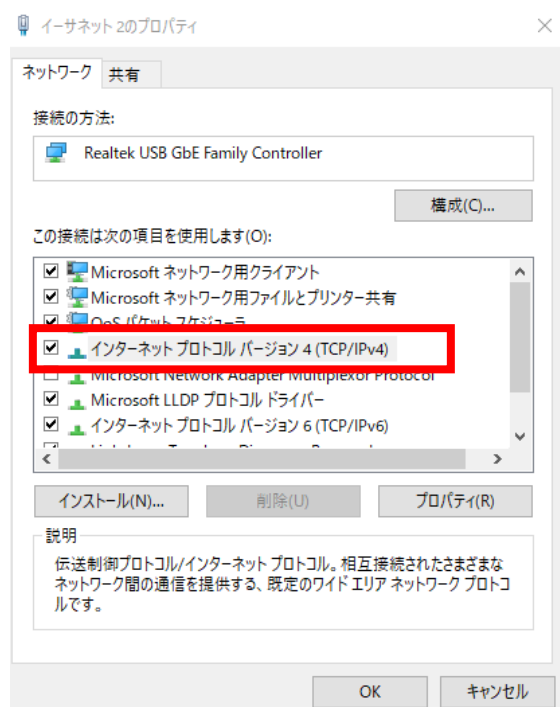 イーサネット 2のプロパティ
ネットワーク 共有
接続の方法:
Realtek USB GbE Family Controller
構成(C)...
この接続は次の項目を使用します(O):
Microsoft ネットワーク用クライアント
Microsoft ネットワーク用ファイルとプリンター共有
QoS パケット スケジューラ
インターネット プロトコル バージョン 4 (TCP/IPv4)
Microsoft Network Adapter Multiplexor Protocol
Microsoft LLDP プロトコル ドライバー
インターネット プロトコル バージョン 6 (TCP/IPv6)
インストール(N)... 削除(U) プロパティ(R)
説明
伝送制御プロトコル/インターネット プロトコル。相互接続されたさまざまな
ネットワーク間の通信を提供する、既定のワイド エリア ネットワーク プロトコ
ルです。
OK キャンセル